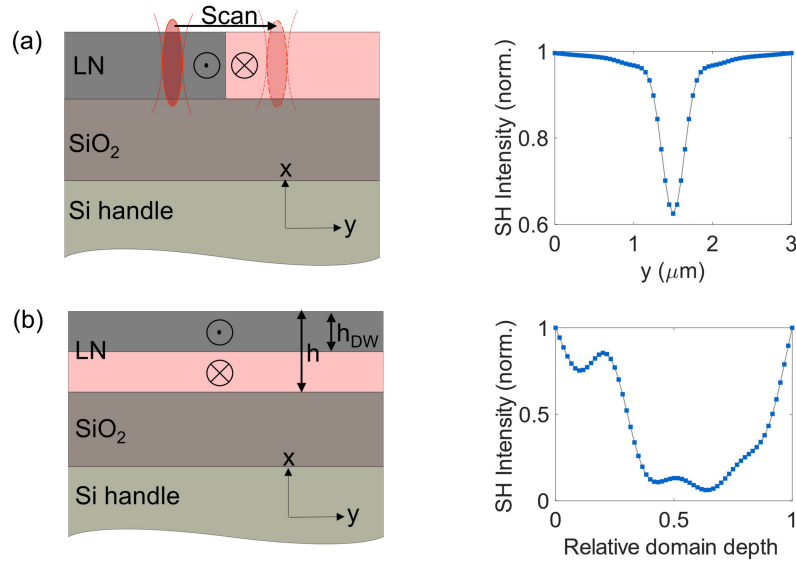 (a)
Scan
LN
SiO₂
x
Si handle
y
SH Intensity (norm.)
1
0.8
0.6
0
1
2
3
y (μm)
(b)
LN
h
h_DW
SiO₂
x
Si handle
y
SH Intensity (norm.)
1
0.5
0
0
0.5
1
Relative domain depth